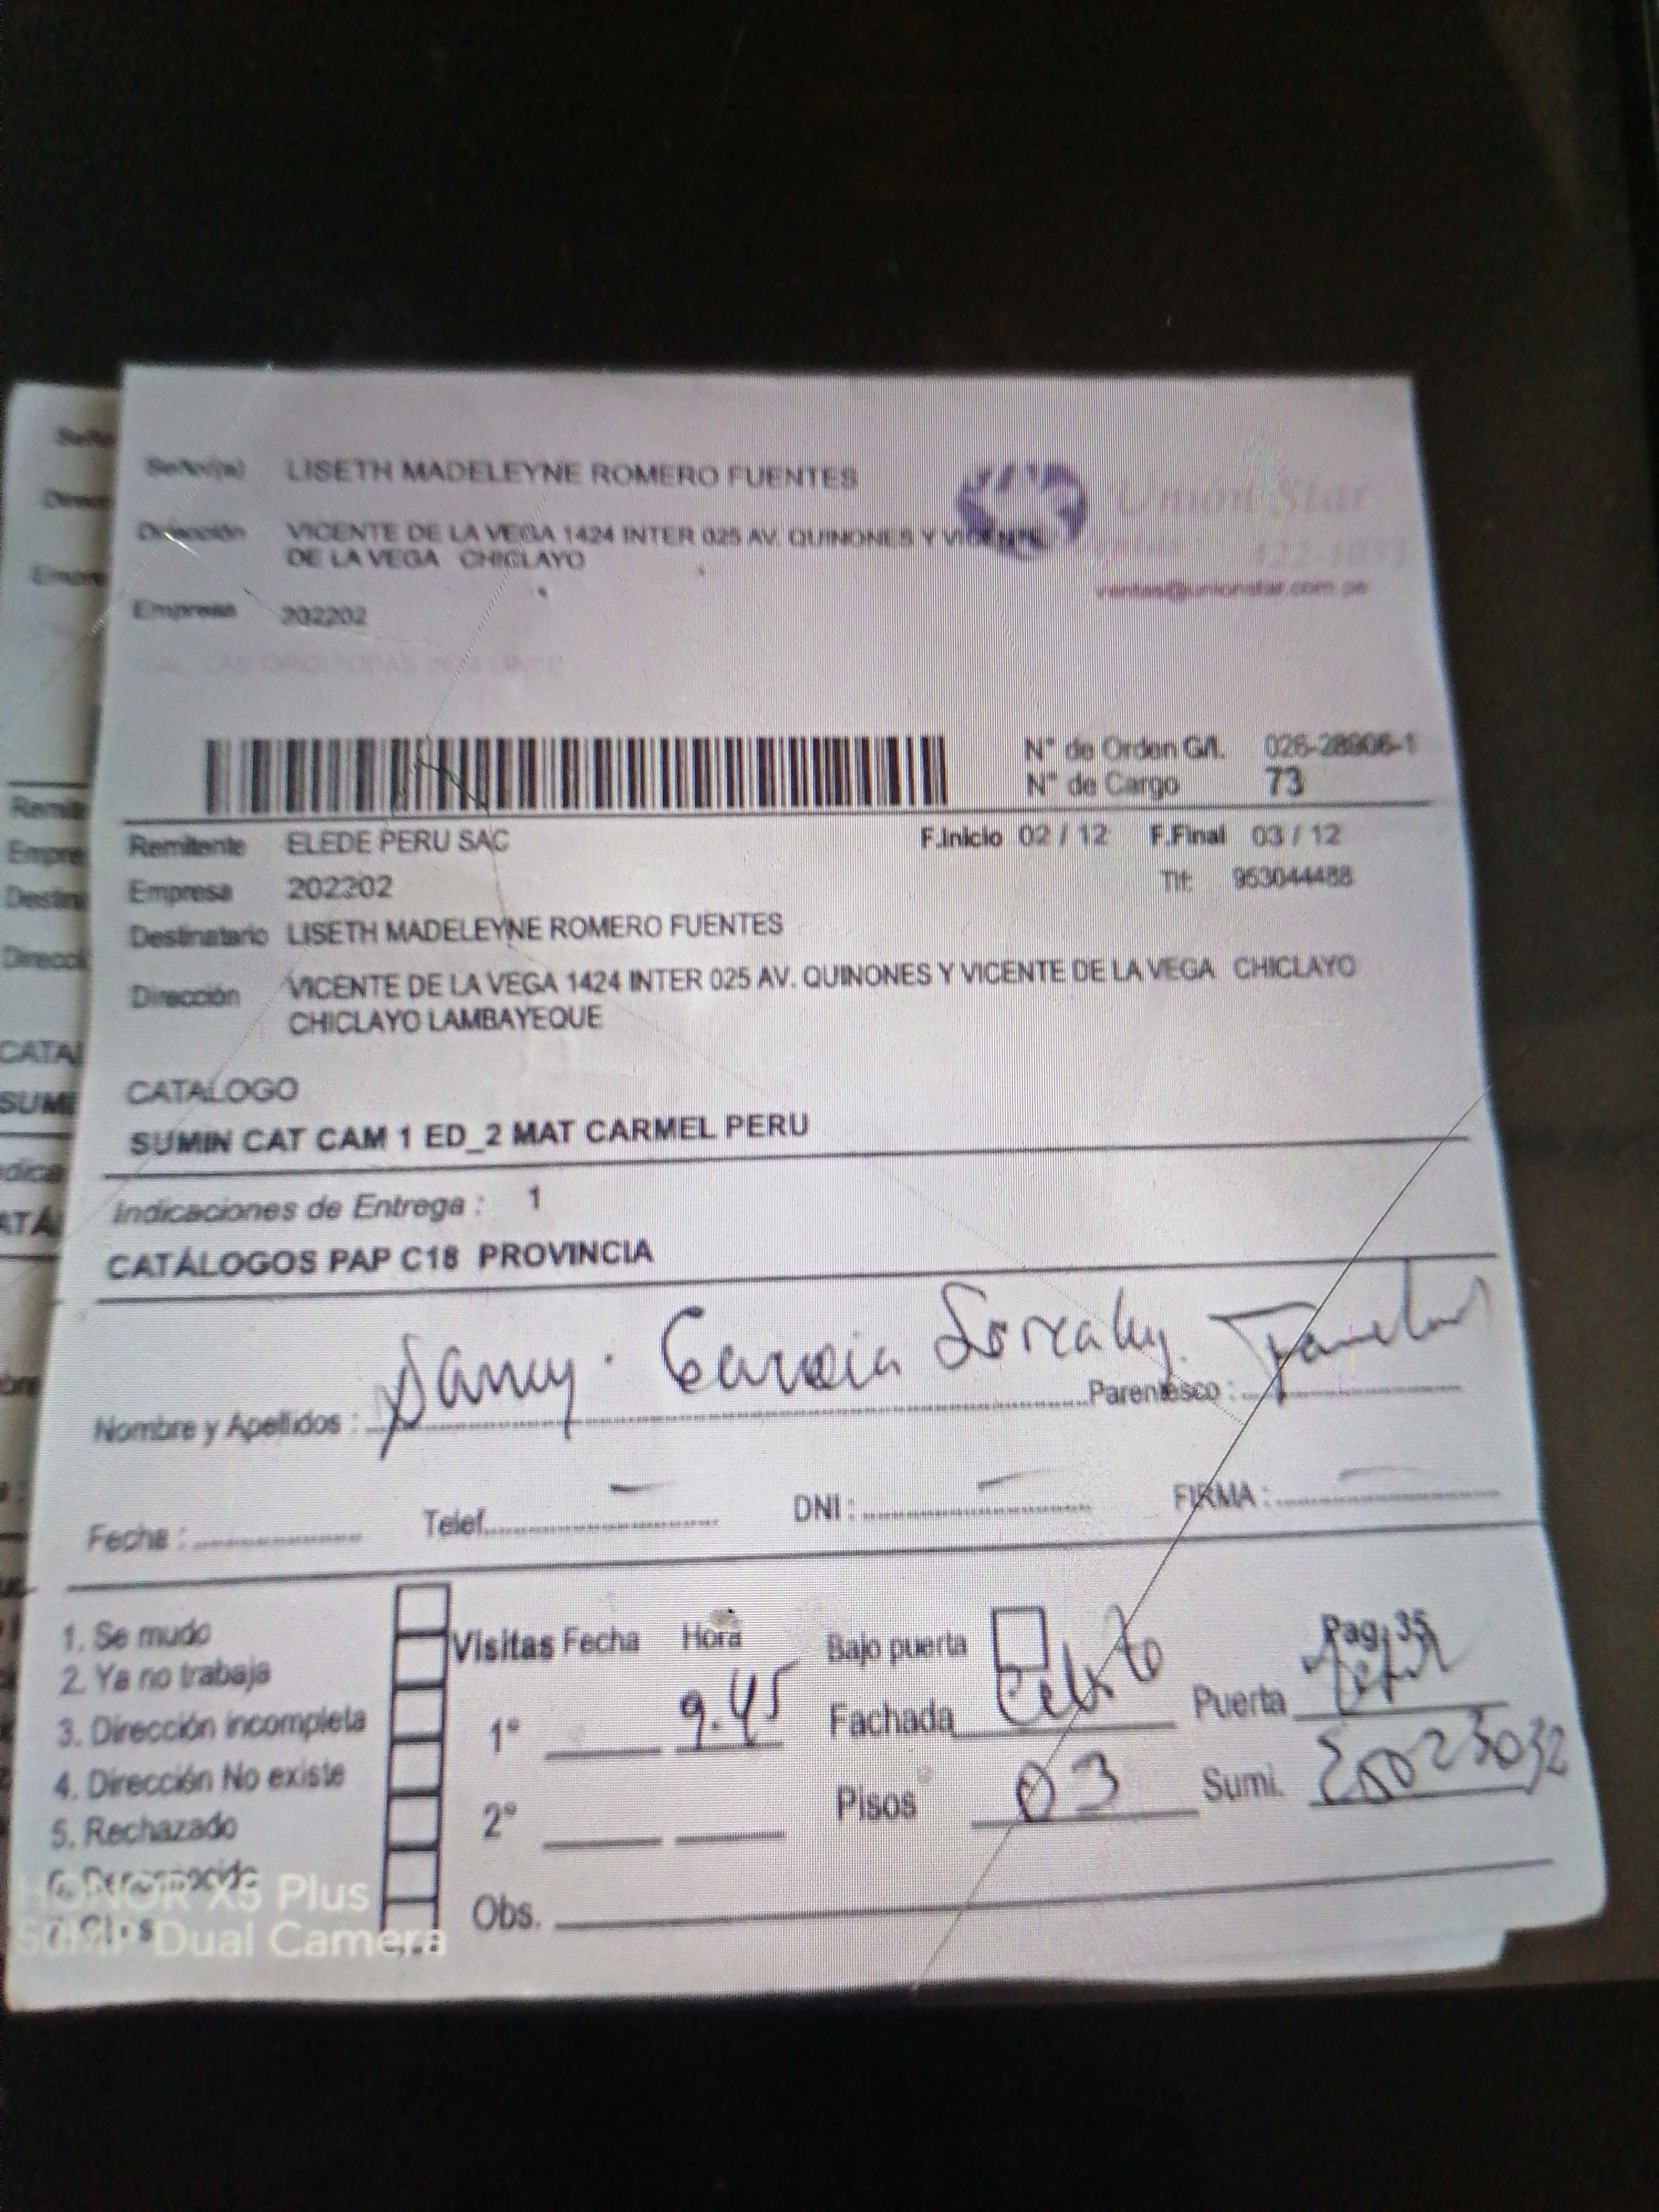 Señor(a) LISETH MADELEYNE ROMERO FUENTES
Unión Star
Dirección VICENTE DE LA VEGA 1424 INTER 025 AV. QUINONES Y VICENTE
DE LA VEGA CHICLAYO
ventas@unionstar.com.pe
Empresa 202202
N° de Orden G/I. 026-28906-1
N° de Cargo 73
Remitente ELEDE PERU SAC F.Inicio 02 / 12 F.Final 03 / 12
Empresa 202202 Tlf: 953044488
Destinatario LISETH MADELEYNE ROMERO FUENTES
Dirección VICENTE DE LA VEGA 1424 INTER 025 AV. QUINONES Y VICENTE DE LA VEGA CHICLAYO
CHICLAYO LAMBAYEQUE
CATALOGO
SUMIN CAT CAM 1 ED_2 MAT CARMEL PERU
Indicaciones de Entrega : 1
CATÁLOGOS PAP C18 PROVINCIA
Nombre y Apellidos : Garcia Parentesco :
Fecha : Telef. DNI : FIRMA :
1. Se mudo
2. Ya no trabaja
3. Dirección incompleta
4. Dirección No existe
5. Rechazado
6. Desconocido
Visitas Fecha Hora Bajo puerta Pag. 35
1° 9.45 Fachada Puerta
2° Pisos 03 Sumi.
Obs.
HONOR X5 Plus
50MP Dual Camera